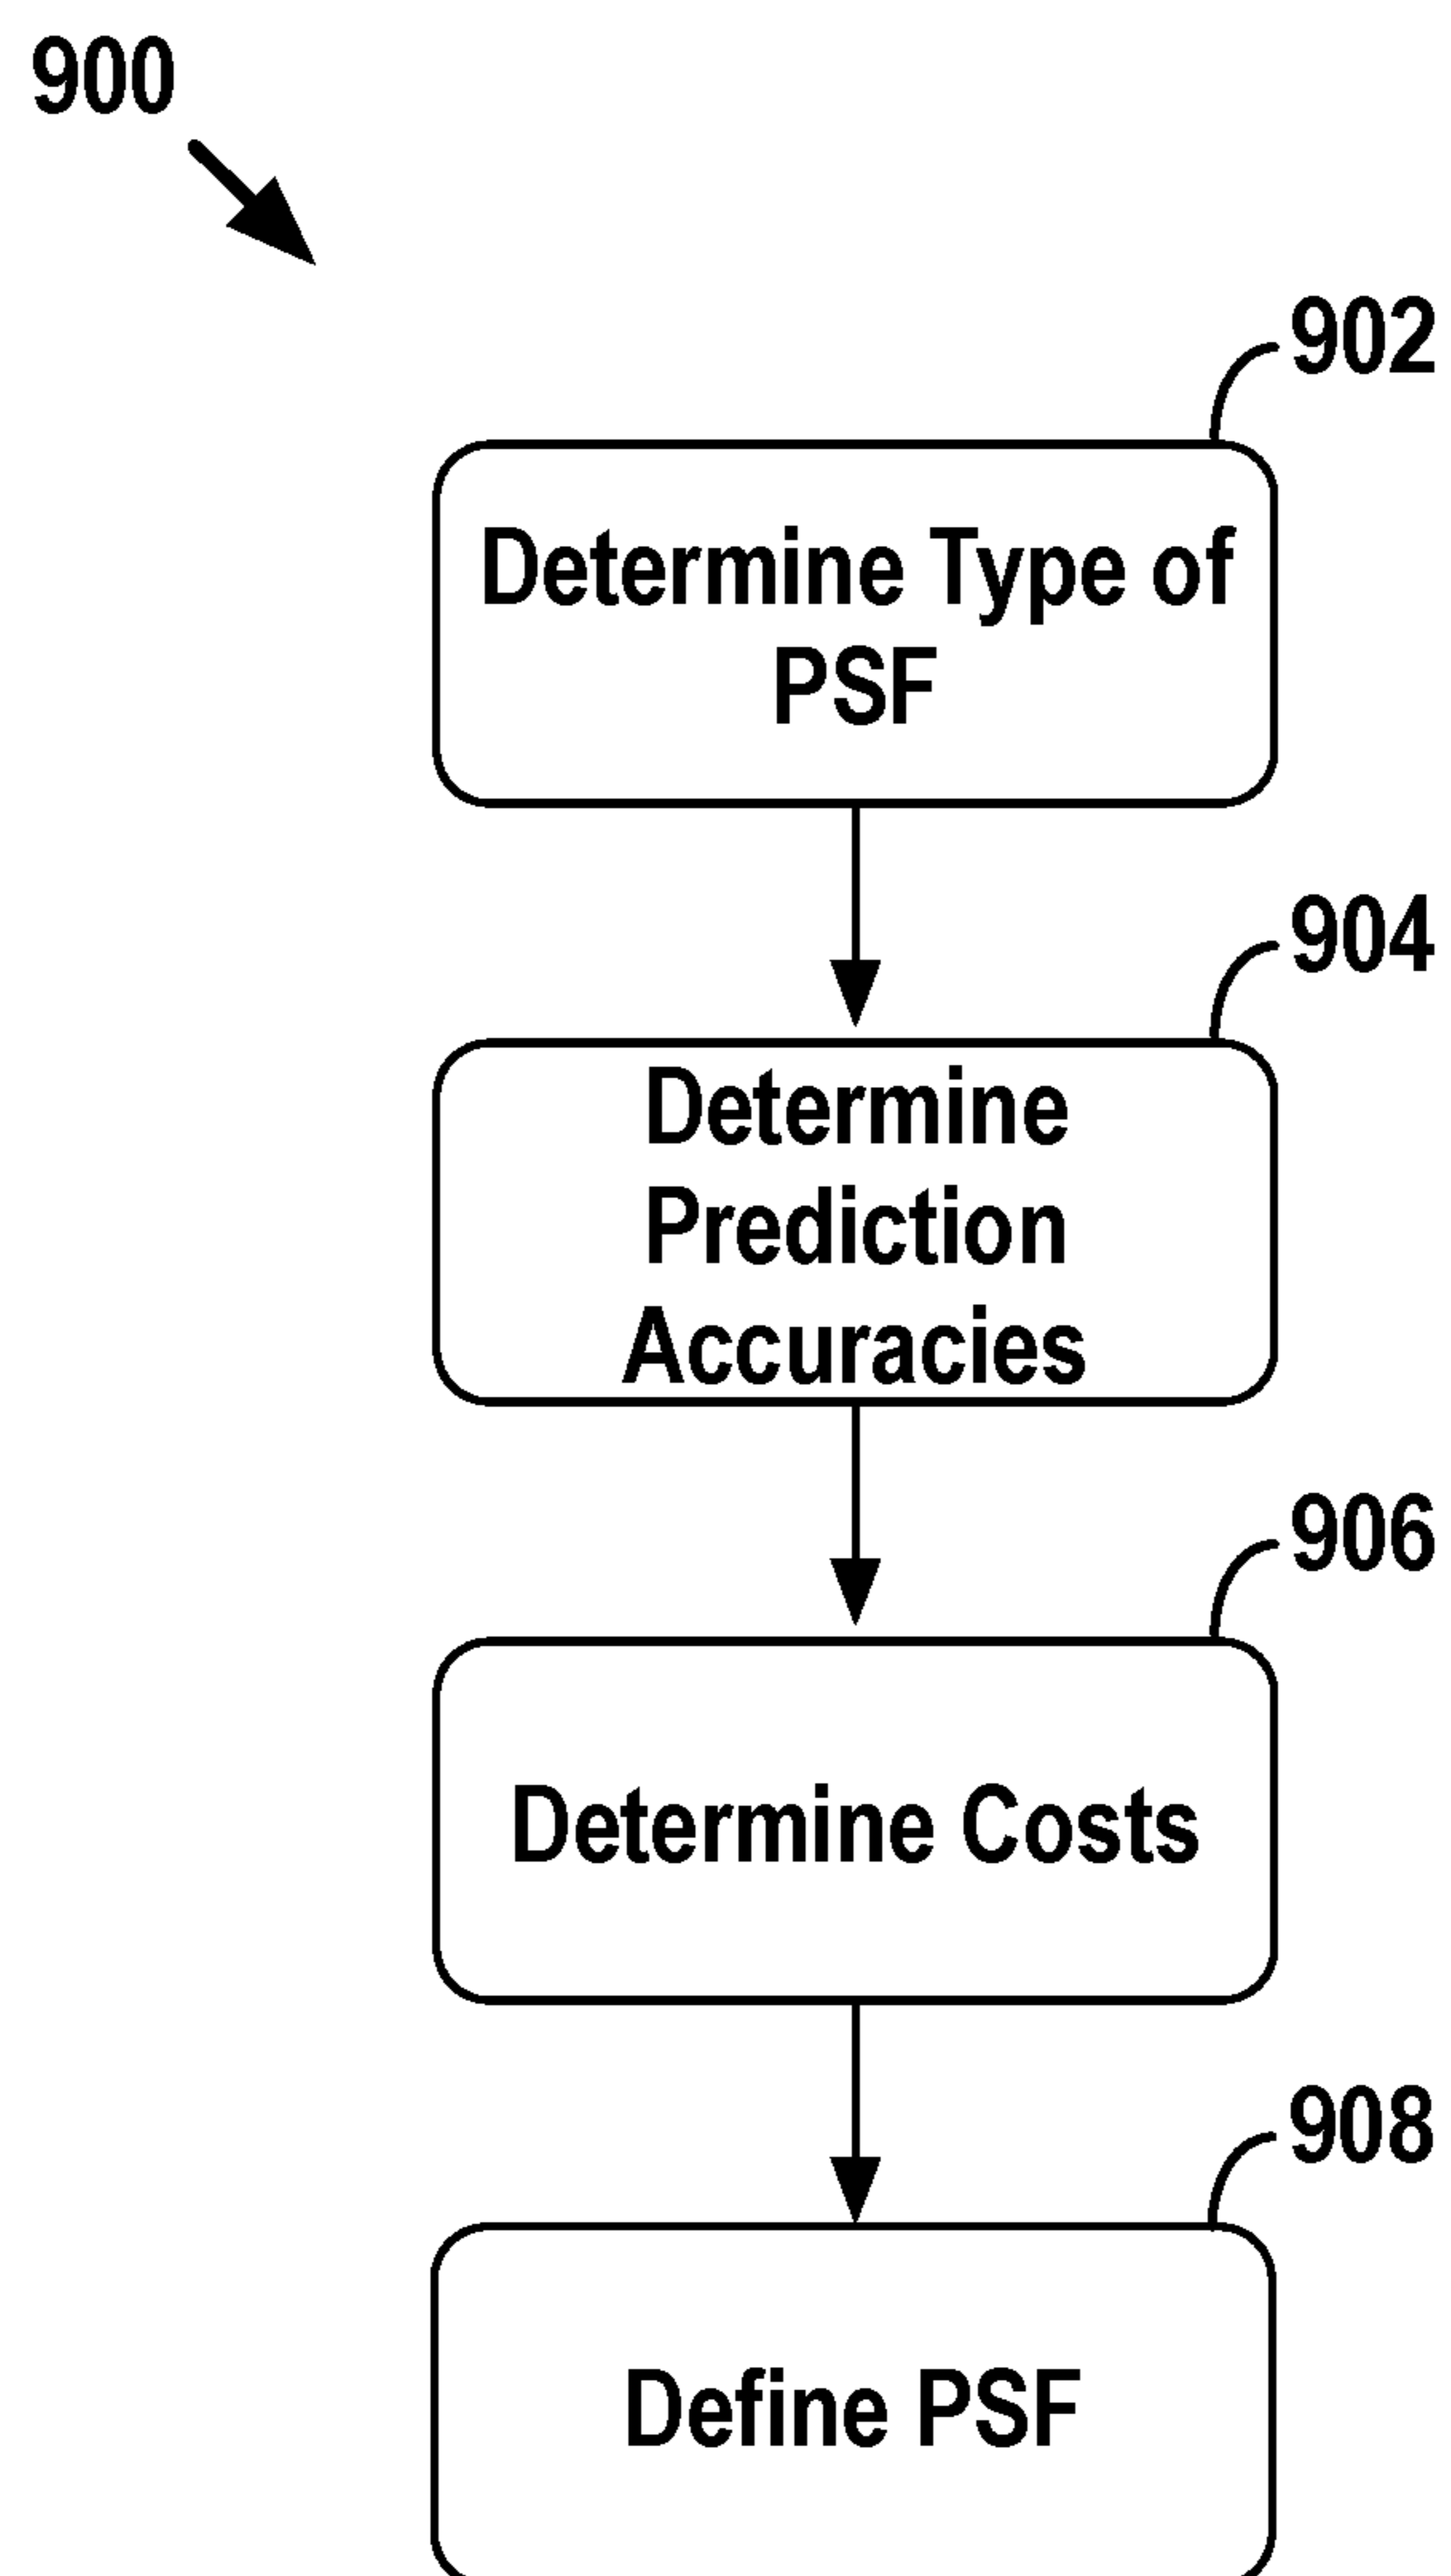 900
902
Determine Type of
PSF
904
Determine
Prediction
Accuracies
906
Determine Costs
908
Define PSF